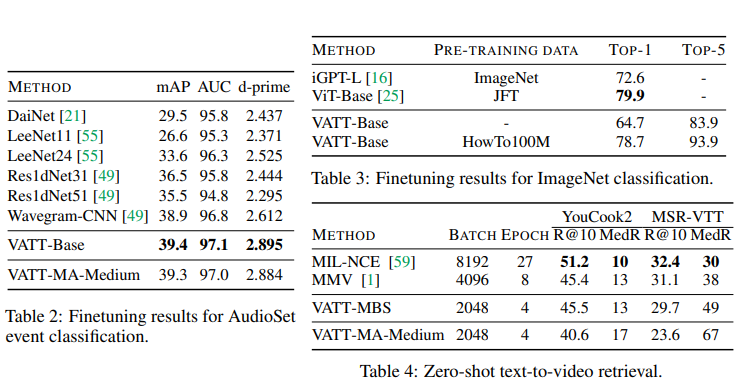 METHOD mAP AUC d-prime
DaiNet [21] 29.5 95.8 2.437
LeeNet11 [55] 26.6 95.3 2.371
LeeNet24 [55] 33.6 96.3 2.525
Res1dNet31 [49] 36.5 95.8 2.444
Res1dNet51 [49] 35.5 94.8 2.295
Wavegram-CNN [49] 38.9 96.8 2.612
VATT-Base 39.4 97.1 2.895
VATT-MA-Medium 39.3 97.0 2.884
Table 2: Finetuning results for AudioSet
event classification.
METHOD PRE-TRAINING DATA TOP-1 TOP-5
iGPT-L [16] ImageNet 72.6 -
ViT-Base [25] JFT 79.9 -
VATT-Base - 64.7 83.9
VATT-Base HowTo100M 78.7 93.9
Table 3: Finetuning results for ImageNet classification.
YouCook2 MSR-VTT
METHOD BATCH EPOCH R@10 MedR R@10 MedR
MIL-NCE [59] 8192 27 51.2 10 32.4 30
MMV [1] 4096 8 45.4 13 31.1 38
VATT-MBS 2048 4 45.5 13 29.7 49
VATT-MA-Medium 2048 4 40.6 17 23.6 67
Table 4: Zero-shot text-to-video retrieval.